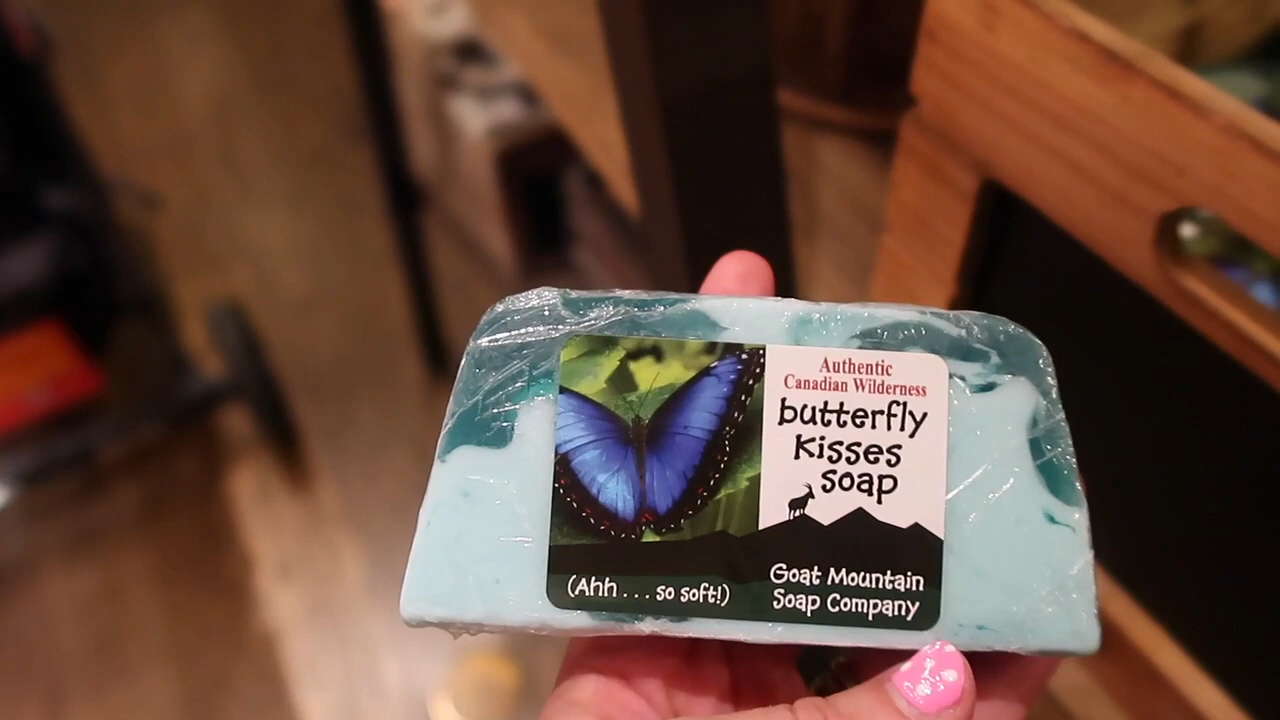 Authentic
Canadian Wilderness
butterfly
kisses
soap
(Ahh . . . so soft!)
Goat Mountain
Soap Company